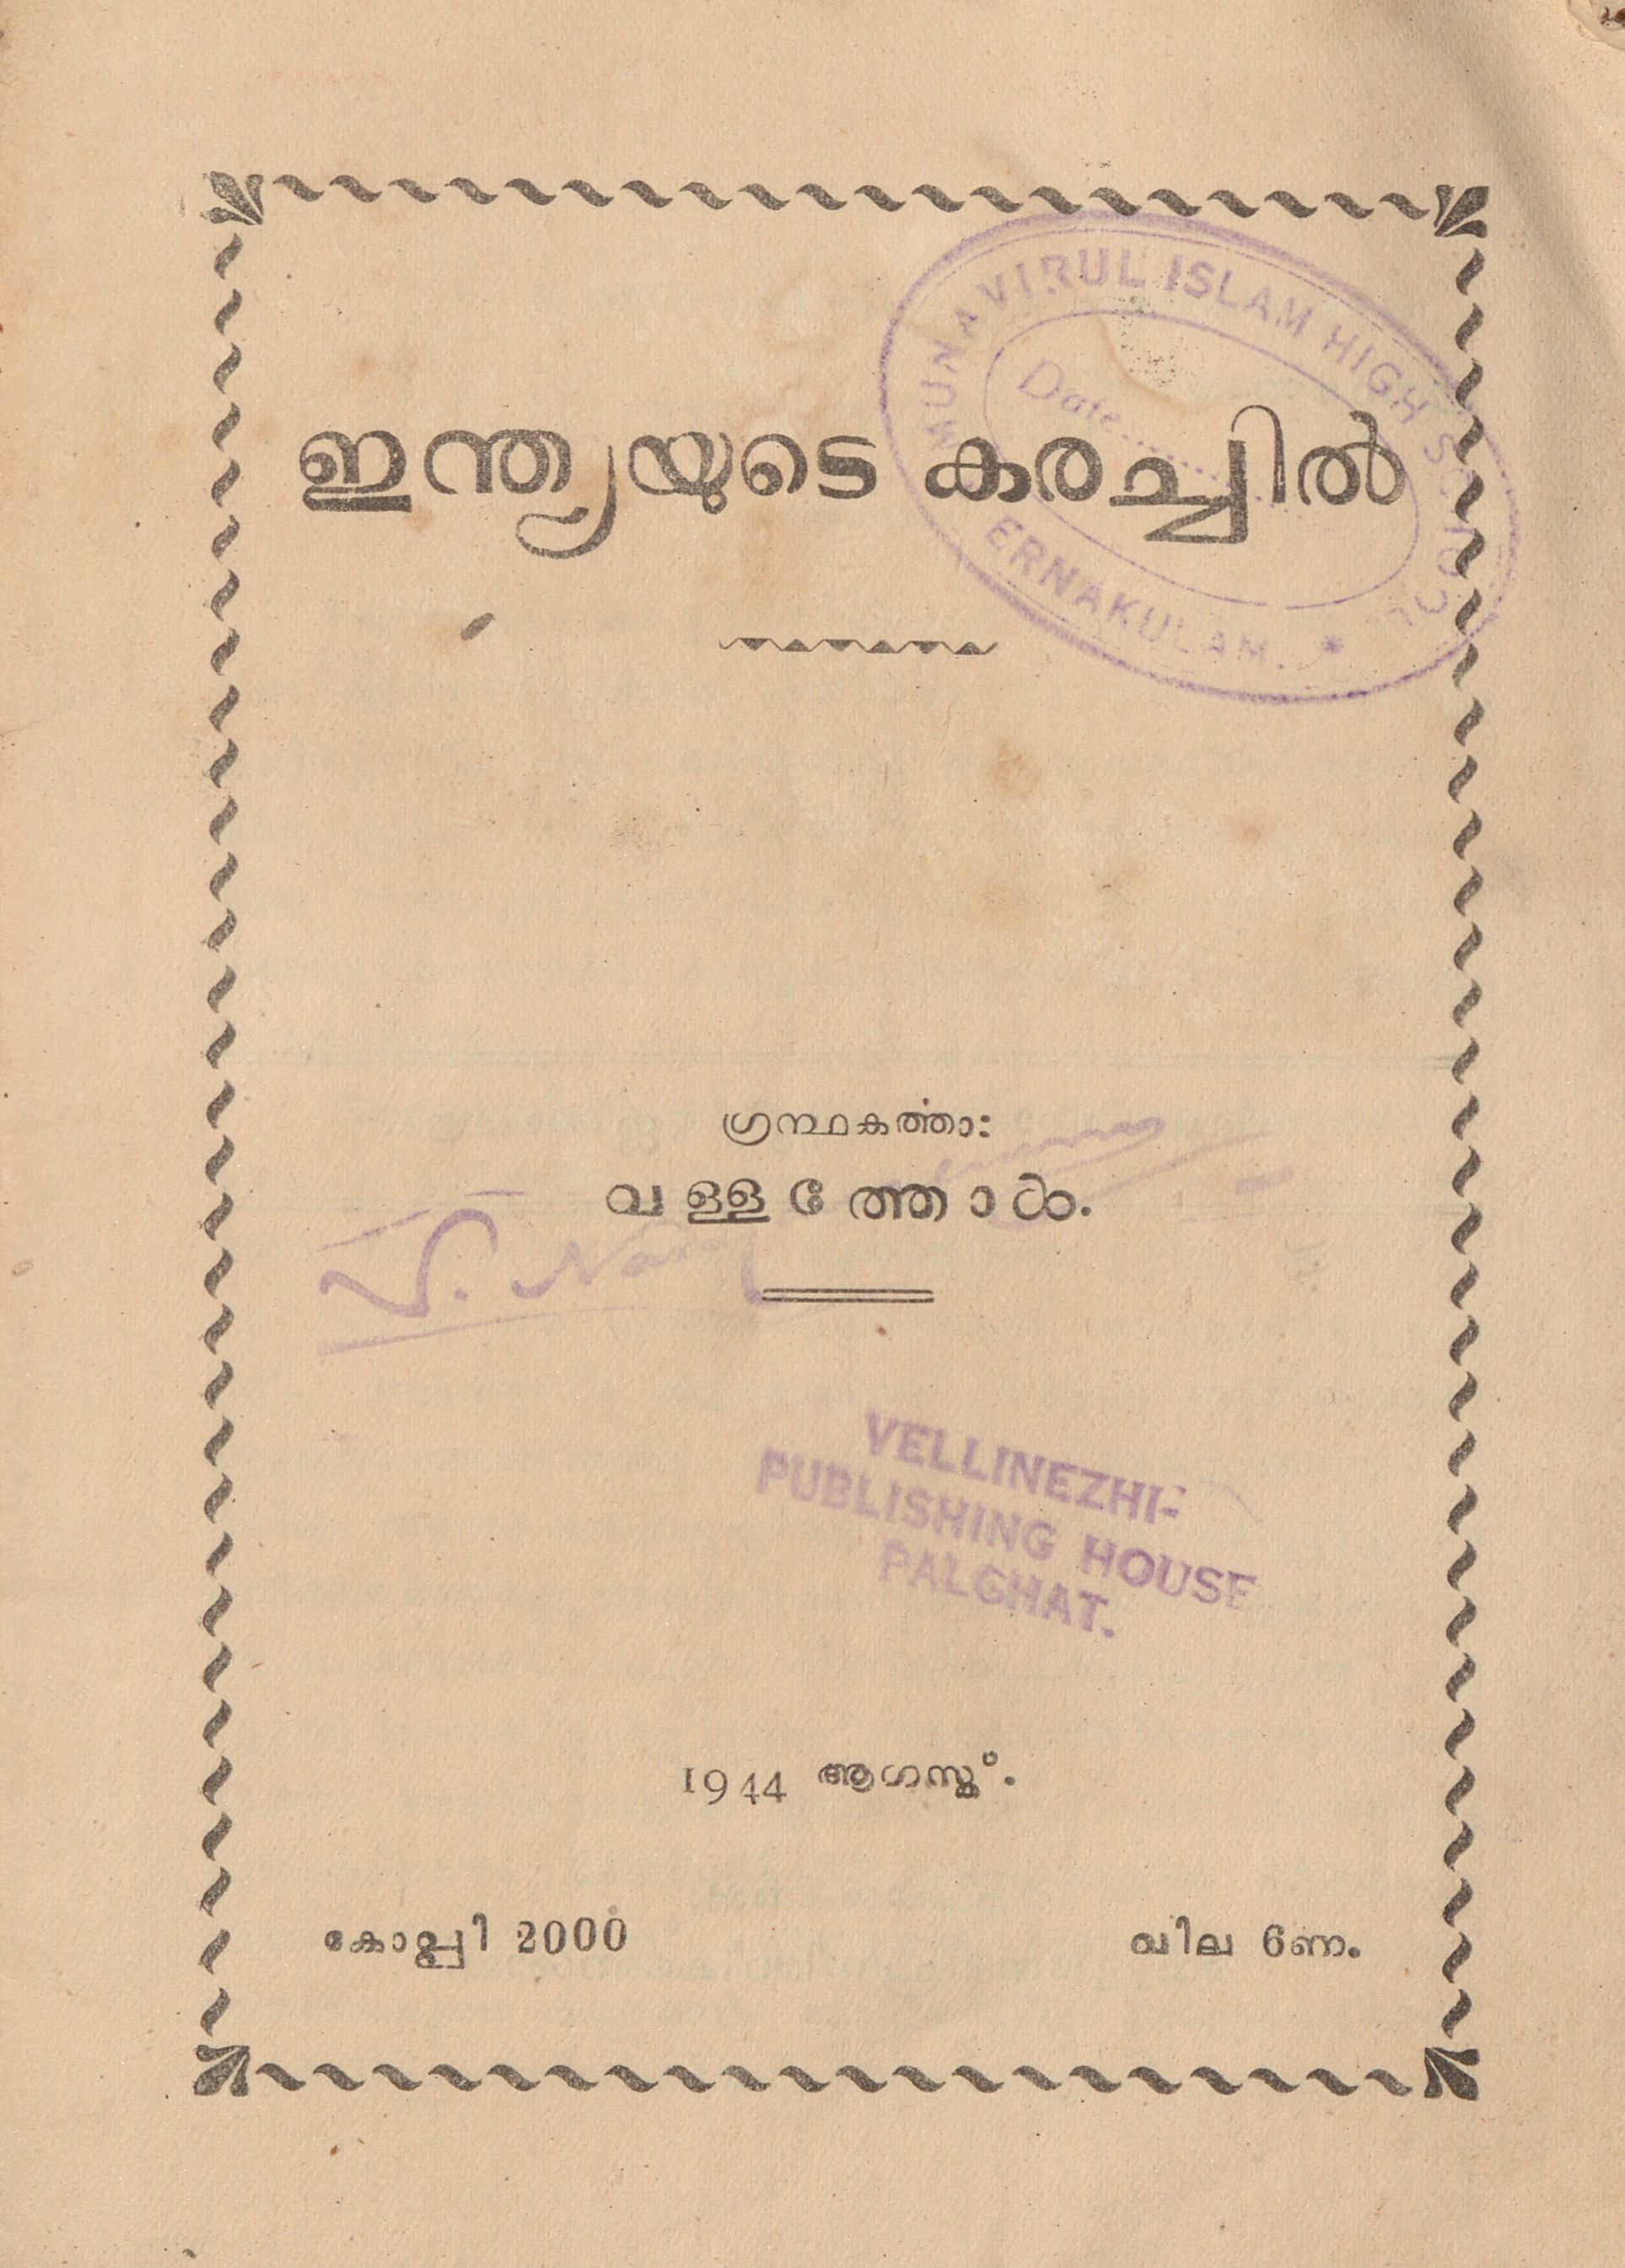 MUNAVIRUL ISLAM HIGH SCHOOL
Date..........
ERNAKULAM. *
ഇന്ത്യയുടെ കരച്ചിൽ
ഗ്രന്ഥകർത്താ:
വള്ളത്തോൾ.
V.
VELLINEZHI-
PUBLISHING HOUSE
PALGHAT.
1944 ആഗസ്റ്റ്.
കോപ്പി 2000
വില 6ണ.